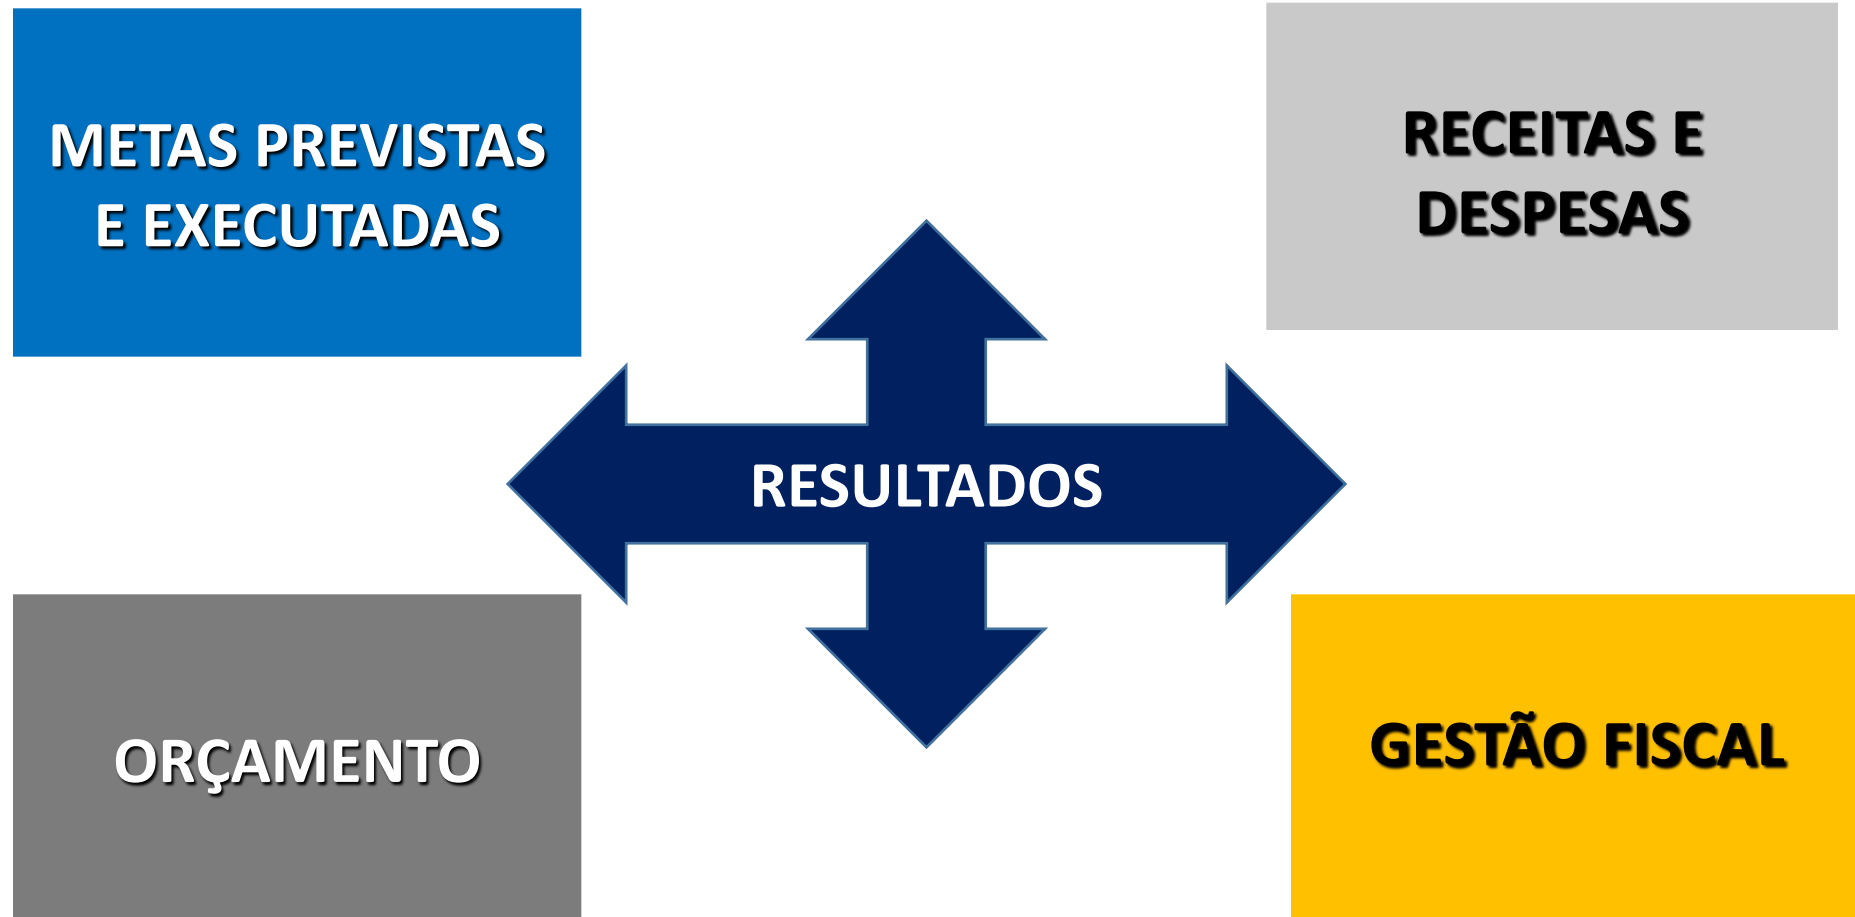 METAS PREVISTAS
E EXECUTADAS
RECEITAS E
DESPESAS
RESULTADOS
ORÇAMENTO
GESTÃO FISCAL